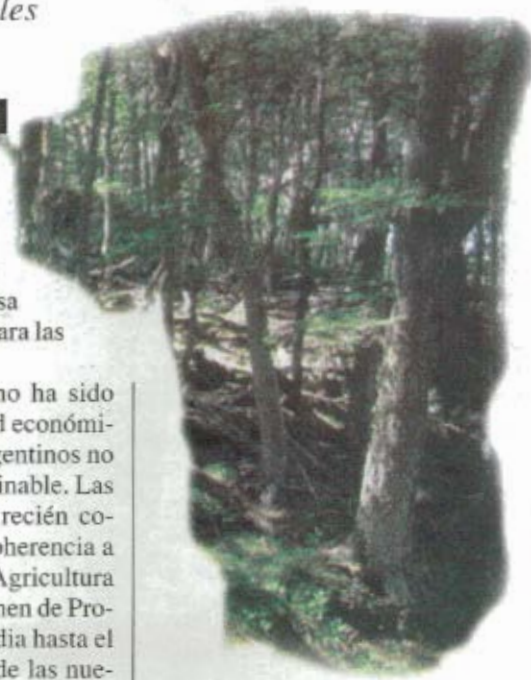 les
sa
ara las
no ha sido
d económi-
gentinos no
inable. Las
recién co-
oherencia a
Agricultura
men de Pro-
dia hasta el
de las nue-